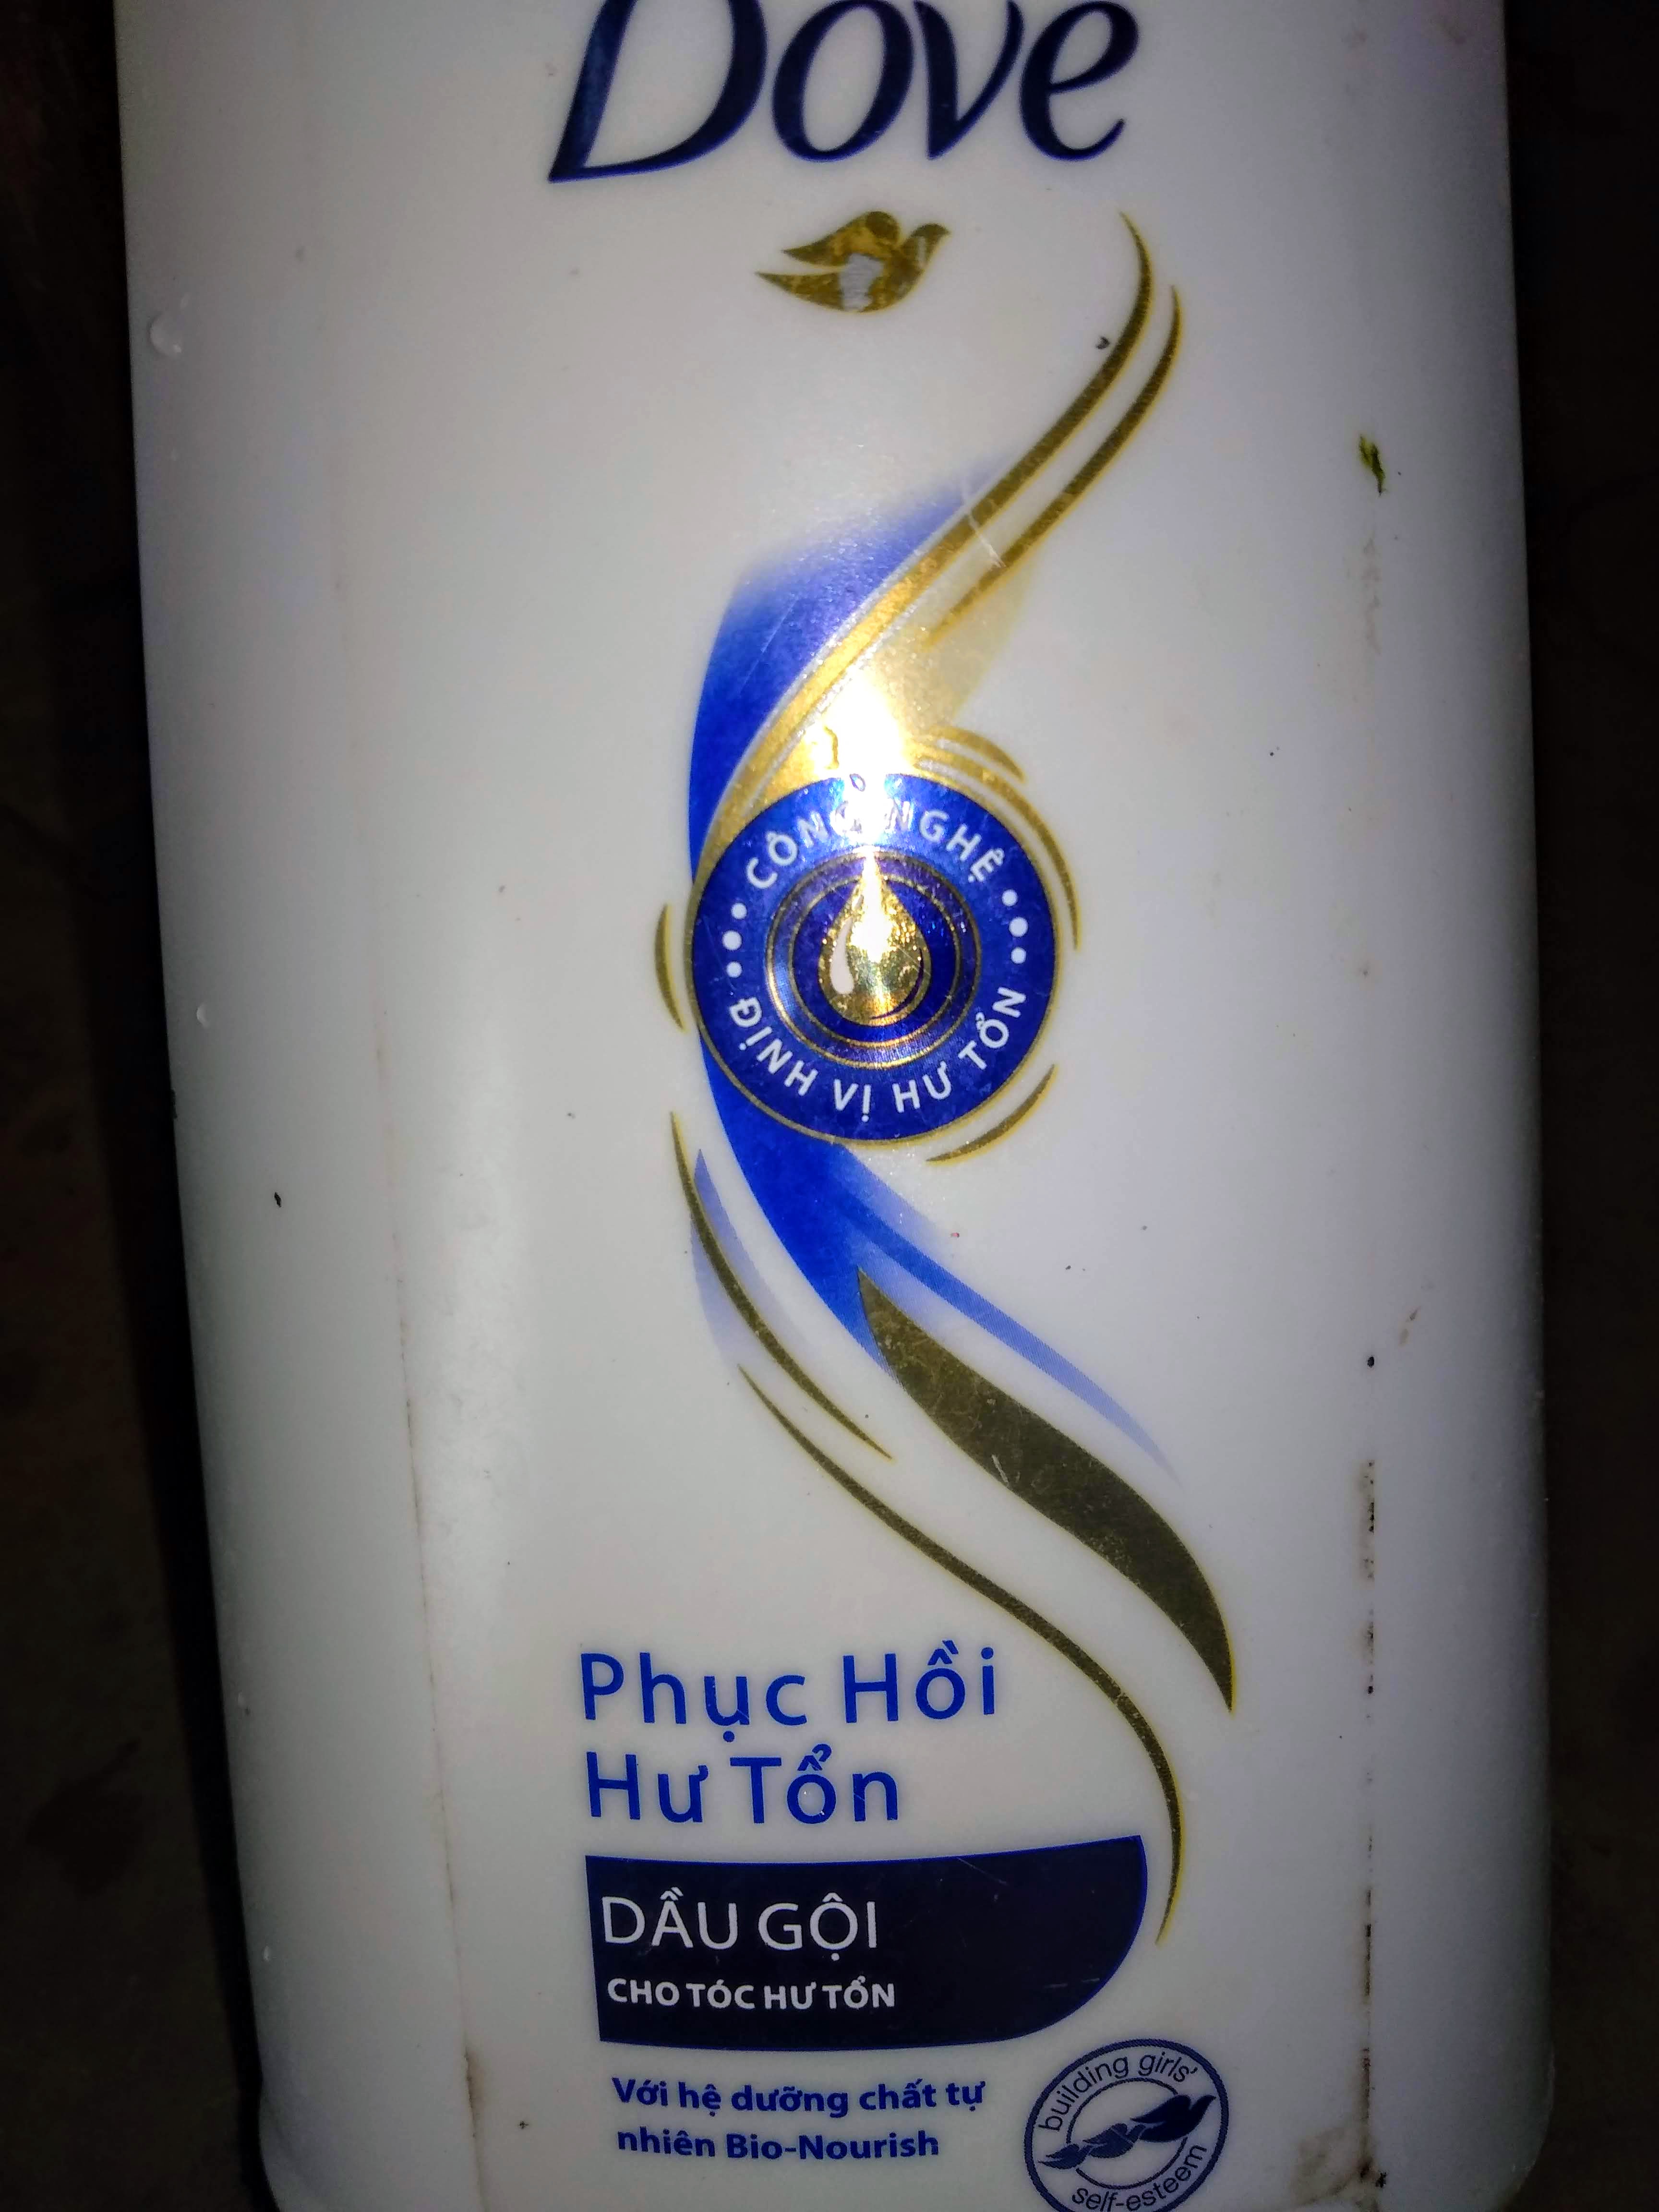 Dove
CÔNG NGHỆ
ĐỊNH VỊ HƯ TỔN
Phục Hồi
Hư Tổn
DẦU GỘI
CHO TÓC HƯ TỔN
Với hệ dưỡng chất tự
nhiên Bio-Nourish
building girls'
self-esteem